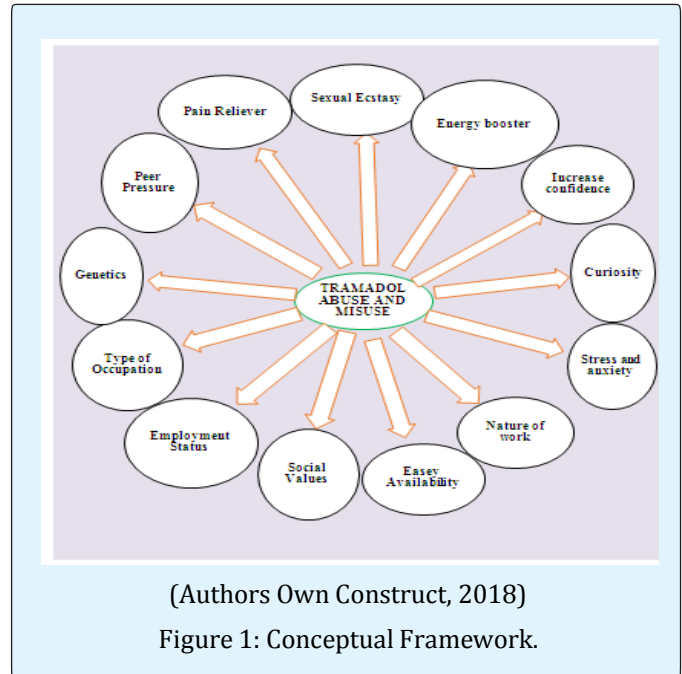 Sexual Ecstasy
Pain Reliever
Energy booster
Peer
Pressure
Increase
confidence
Genetics
TRAMADOL
ABUSE AND
MISUSE
Curiosity
Type of
Occupation
Stress and
anxiety
Employment
Status
Nature of
work
Social
Values
Easey
Availability
(Authors Own Construct, 2018)
Figure 1: Conceptual Framework.